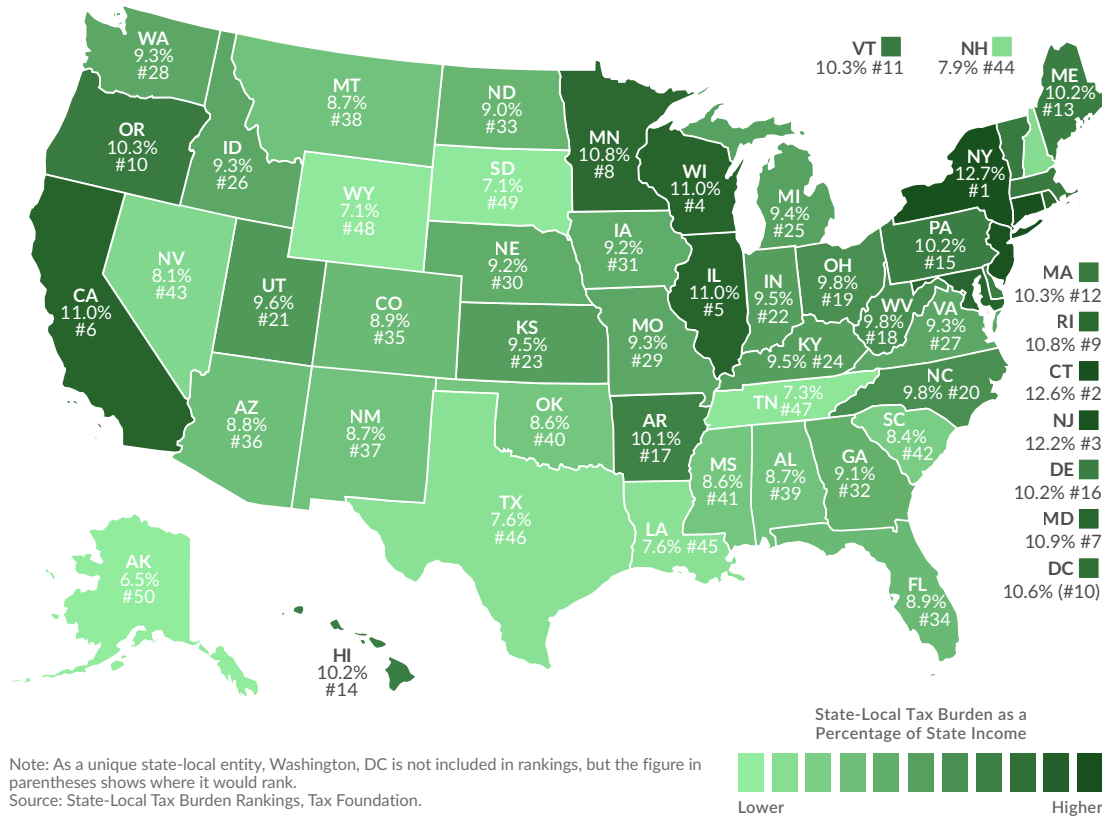 WA
9.3%
#28
VT
10.3% #11
NH
7.9% #44
ME
10.2%
#13
MT
8.7%
#38
ND
9.0%
#33
OR
10.3%
#10
ID
9.3%
#26
MN
10.8%
#8
WI
11.0%
#4
NY
12.7%
#1
WY
7.1%
#48
SD
7.1%
#49
MI
9.4%
#25
NV
8.1%
#43
UT
9.6%
#21
CO
8.9%
#35
NE
9.2%
#30
IA
9.2%
#31
IL
11.0%
#5
IN
9.5%
#22
OH
9.8%
#19
PA
10.2%
#15
CA
11.0%
#6
KS
9.5%
#23
MO
9.3%
#29
KY
9.5% #24
WV
9.8%
#18
VA
9.3%
#27
MA
10.3% #12
RI
10.8% #9
CT
12.6% #2
NJ
12.2% #3
DE
10.2% #16
MD
10.9% #7
DC
10.6% (#10)
AZ
8.8%
#36
NM
8.7%
#37
OK
8.6%
#40
AR
10.1%
#17
TN 7.3%
#47
NC
9.8% #20
SC
8.4%
#42
MS
8.6%
#41
AL
8.7%
#39
GA
9.1%
#32
TX
7.6%
#46
LA
7.6% #45
FL
8.9%
#34
AK
6.5%
#50
HI
10.2%
#14
State-Local Tax Burden as a
Percentage of State Income
Lower
Higher
Note: As a unique state-local entity, Washington, DC is not included in rankings, but the figure in
parentheses shows where it would rank.
Source: State-Local Tax Burden Rankings, Tax Foundation.